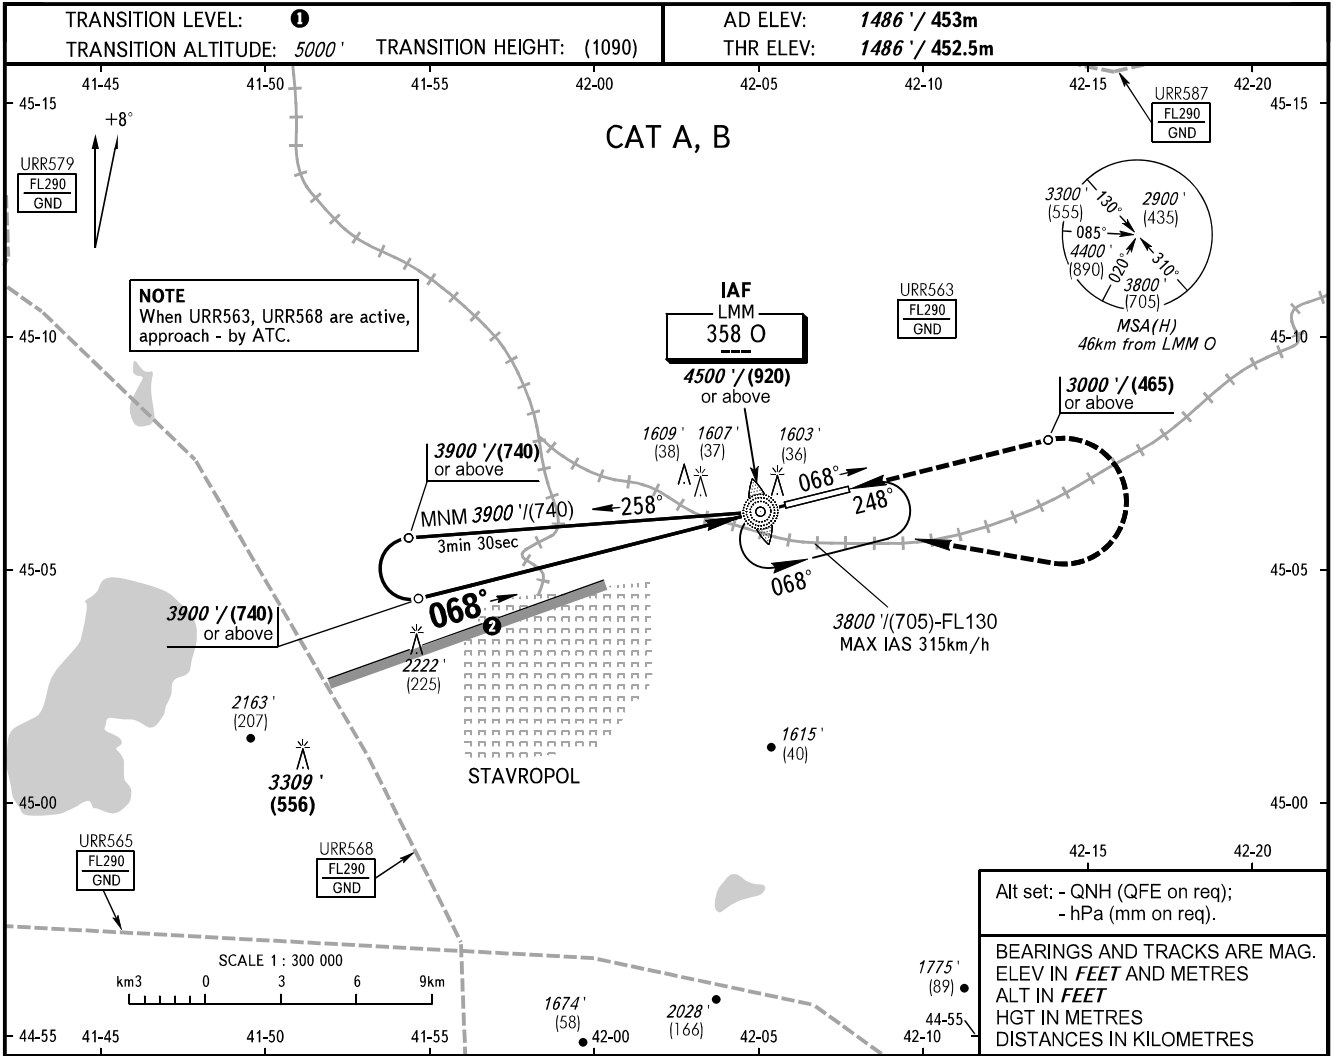 TRANSITION LEVEL: ❶
TRANSITION ALTITUDE: 5000 ' TRANSITION HEIGHT: (1090)
AD ELEV: 1486 '/ 453m
THR ELEV: 1486 '/ 452.5m
41-45 41-50 41-55 42-00 42-05 42-10 42-15 42-20
45-15 45-15
+8°
URR579
FL290
GND
CAT A, B
URR587
FL290
GND
3300 '
(555)
130°
2900 '
(435)
085°
4400 '
(890)
020°
310°
3800 '
(705)
MSA(H)
46km from LMM O
NOTE
When URR563, URR568 are active,
approach - by ATC.
IAF
LMM
358 O
4500 '/(920)
or above
URR563
FL290
GND
45-10 45-10
3000 '/(465)
or above
1609 '
(38)
1607 '
(37)
1603 '
(36)
3900 '/(740)
or above
068°
248°
MNM 3900 '/(740)
258°
3min 30sec
45-05 45-05
068°
068°
❷
3900 '/(740)
or above
3800 '/(705)-FL130
MAX IAS 315km/h
2222 '
(225)
2163 '
(207)
3309 '
(556)
1615 '
(40)
STAVROPOL
45-00 45-00
URR565
FL290
GND
URR568
FL290
GND
42-15 42-20
Alt set: - QNH (QFE on req);
- hPa (mm on req).
BEARINGS AND TRACKS ARE MAG.
ELEV IN FEET AND METRES
ALT IN FEET
HGT IN METRES
DISTANCES IN KILOMETRES
SCALE 1 : 300 000
km3 0 3 6 9km
1674 '
(58)
2028 '
(166)
1775 '
(89)
44-55
44-55 41-45 41-50 41-55 42-00 42-05 42-10